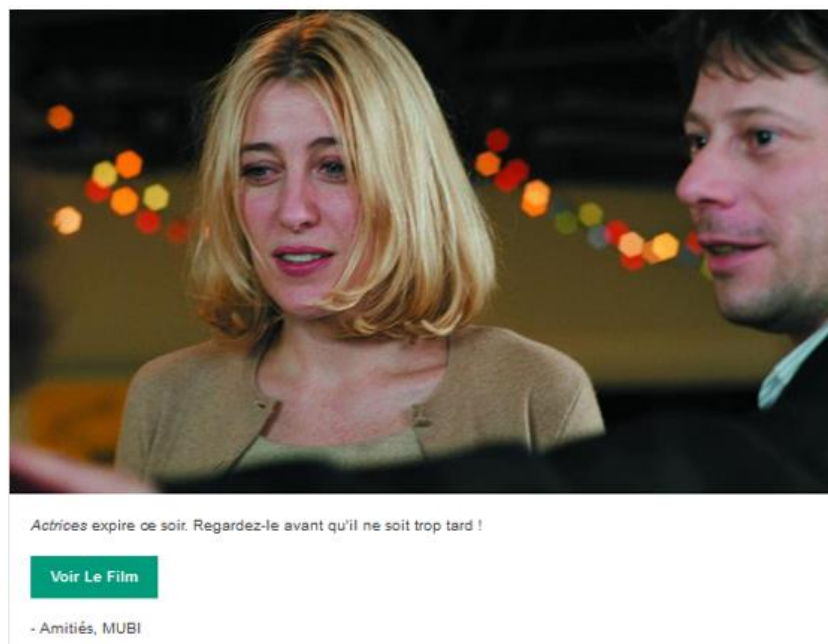 Actrices expire ce soir. Regardez-le avant qu'il ne soit trop tard !
Voir Le Film
- Amitiés, MUBI